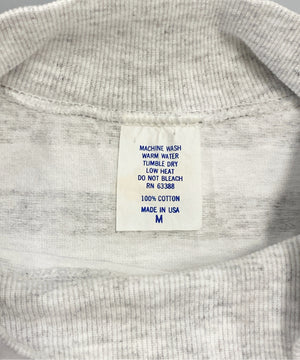 MACHINE WASH
WARM WATER
TUMBLE DRY
LOW HEAT
DO NOT BLEACH
RN 63388
100% COTTON
MADE IN USA
M